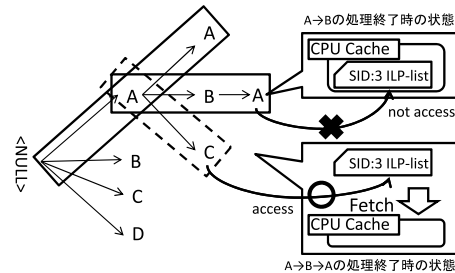 A→Bの処理終了時の状態
CPU Cache
SID:3 ILP-list
not access
A
A
B
A
C
<NULL>
B
C
D
SID:3 ILP-list
access
Fetch
CPU Cache
A→B→Aの処理終了時の状態